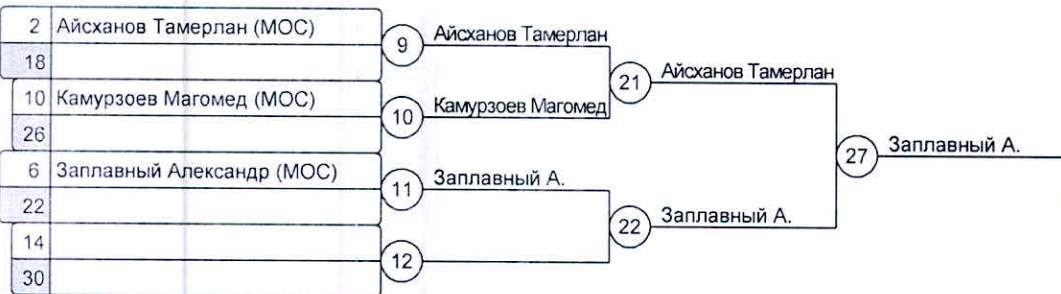 2 Айсханов Тамерлан (МОС)
18
10 Камурзоев Магомед (МОС)
26
6 Заплавный Александр (МОС)
22
14
30
9 Айсханов Тамерлан
10 Камурзоев Магомед
11 Заплавный А.
12
21 Айсханов Тамерлан
22 Заплавный А.
27 Заплавный А.